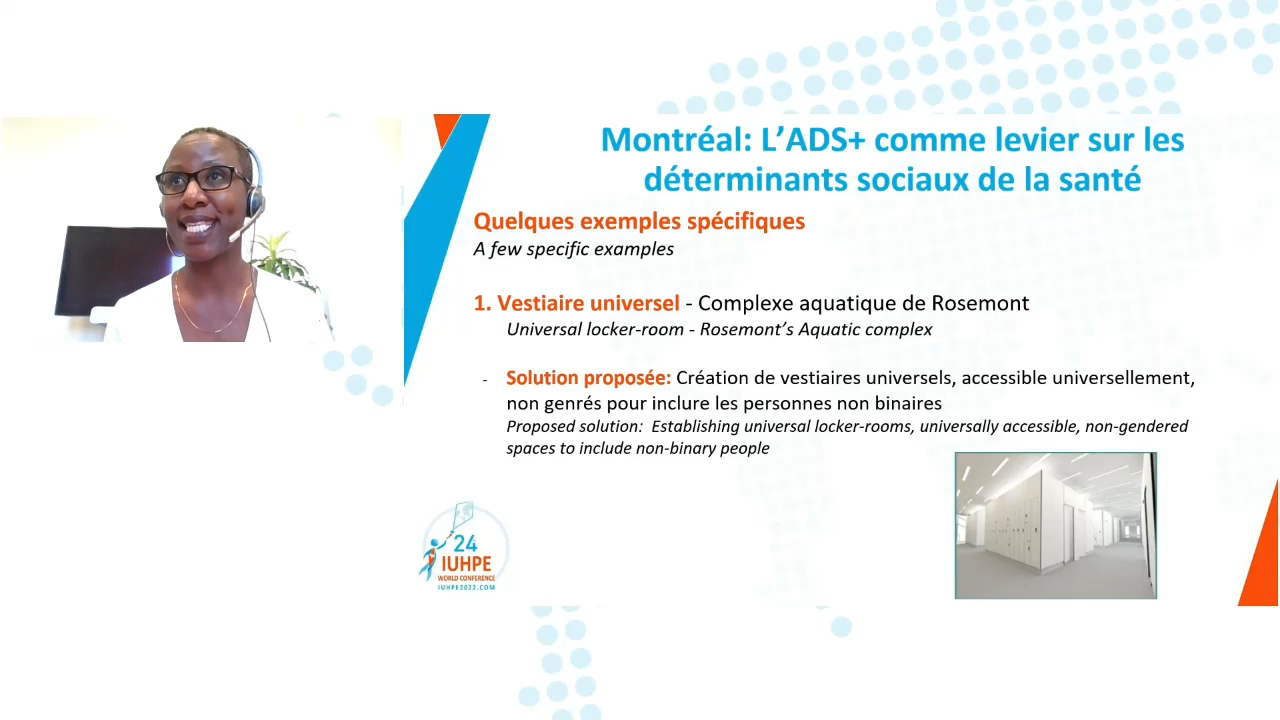 Montréal: L’ADS+ comme levier sur les
déterminants sociaux de la santé
Quelques exemples spécifiques
A few specific examples
1. Vestiaire universel - Complexe aquatique de Rosemont
Universal locker-room - Rosemont’s Aquatic complex
- Solution proposée: Création de vestiaires universels, accessible universellement,
non genrés pour inclure les personnes non binaires
Proposed solution: Establishing universal locker-rooms, universally accessible, non-gendered
spaces to include non-binary people
24
IUHPE
WORLD CONFERENCE
IUHPE2022.COM